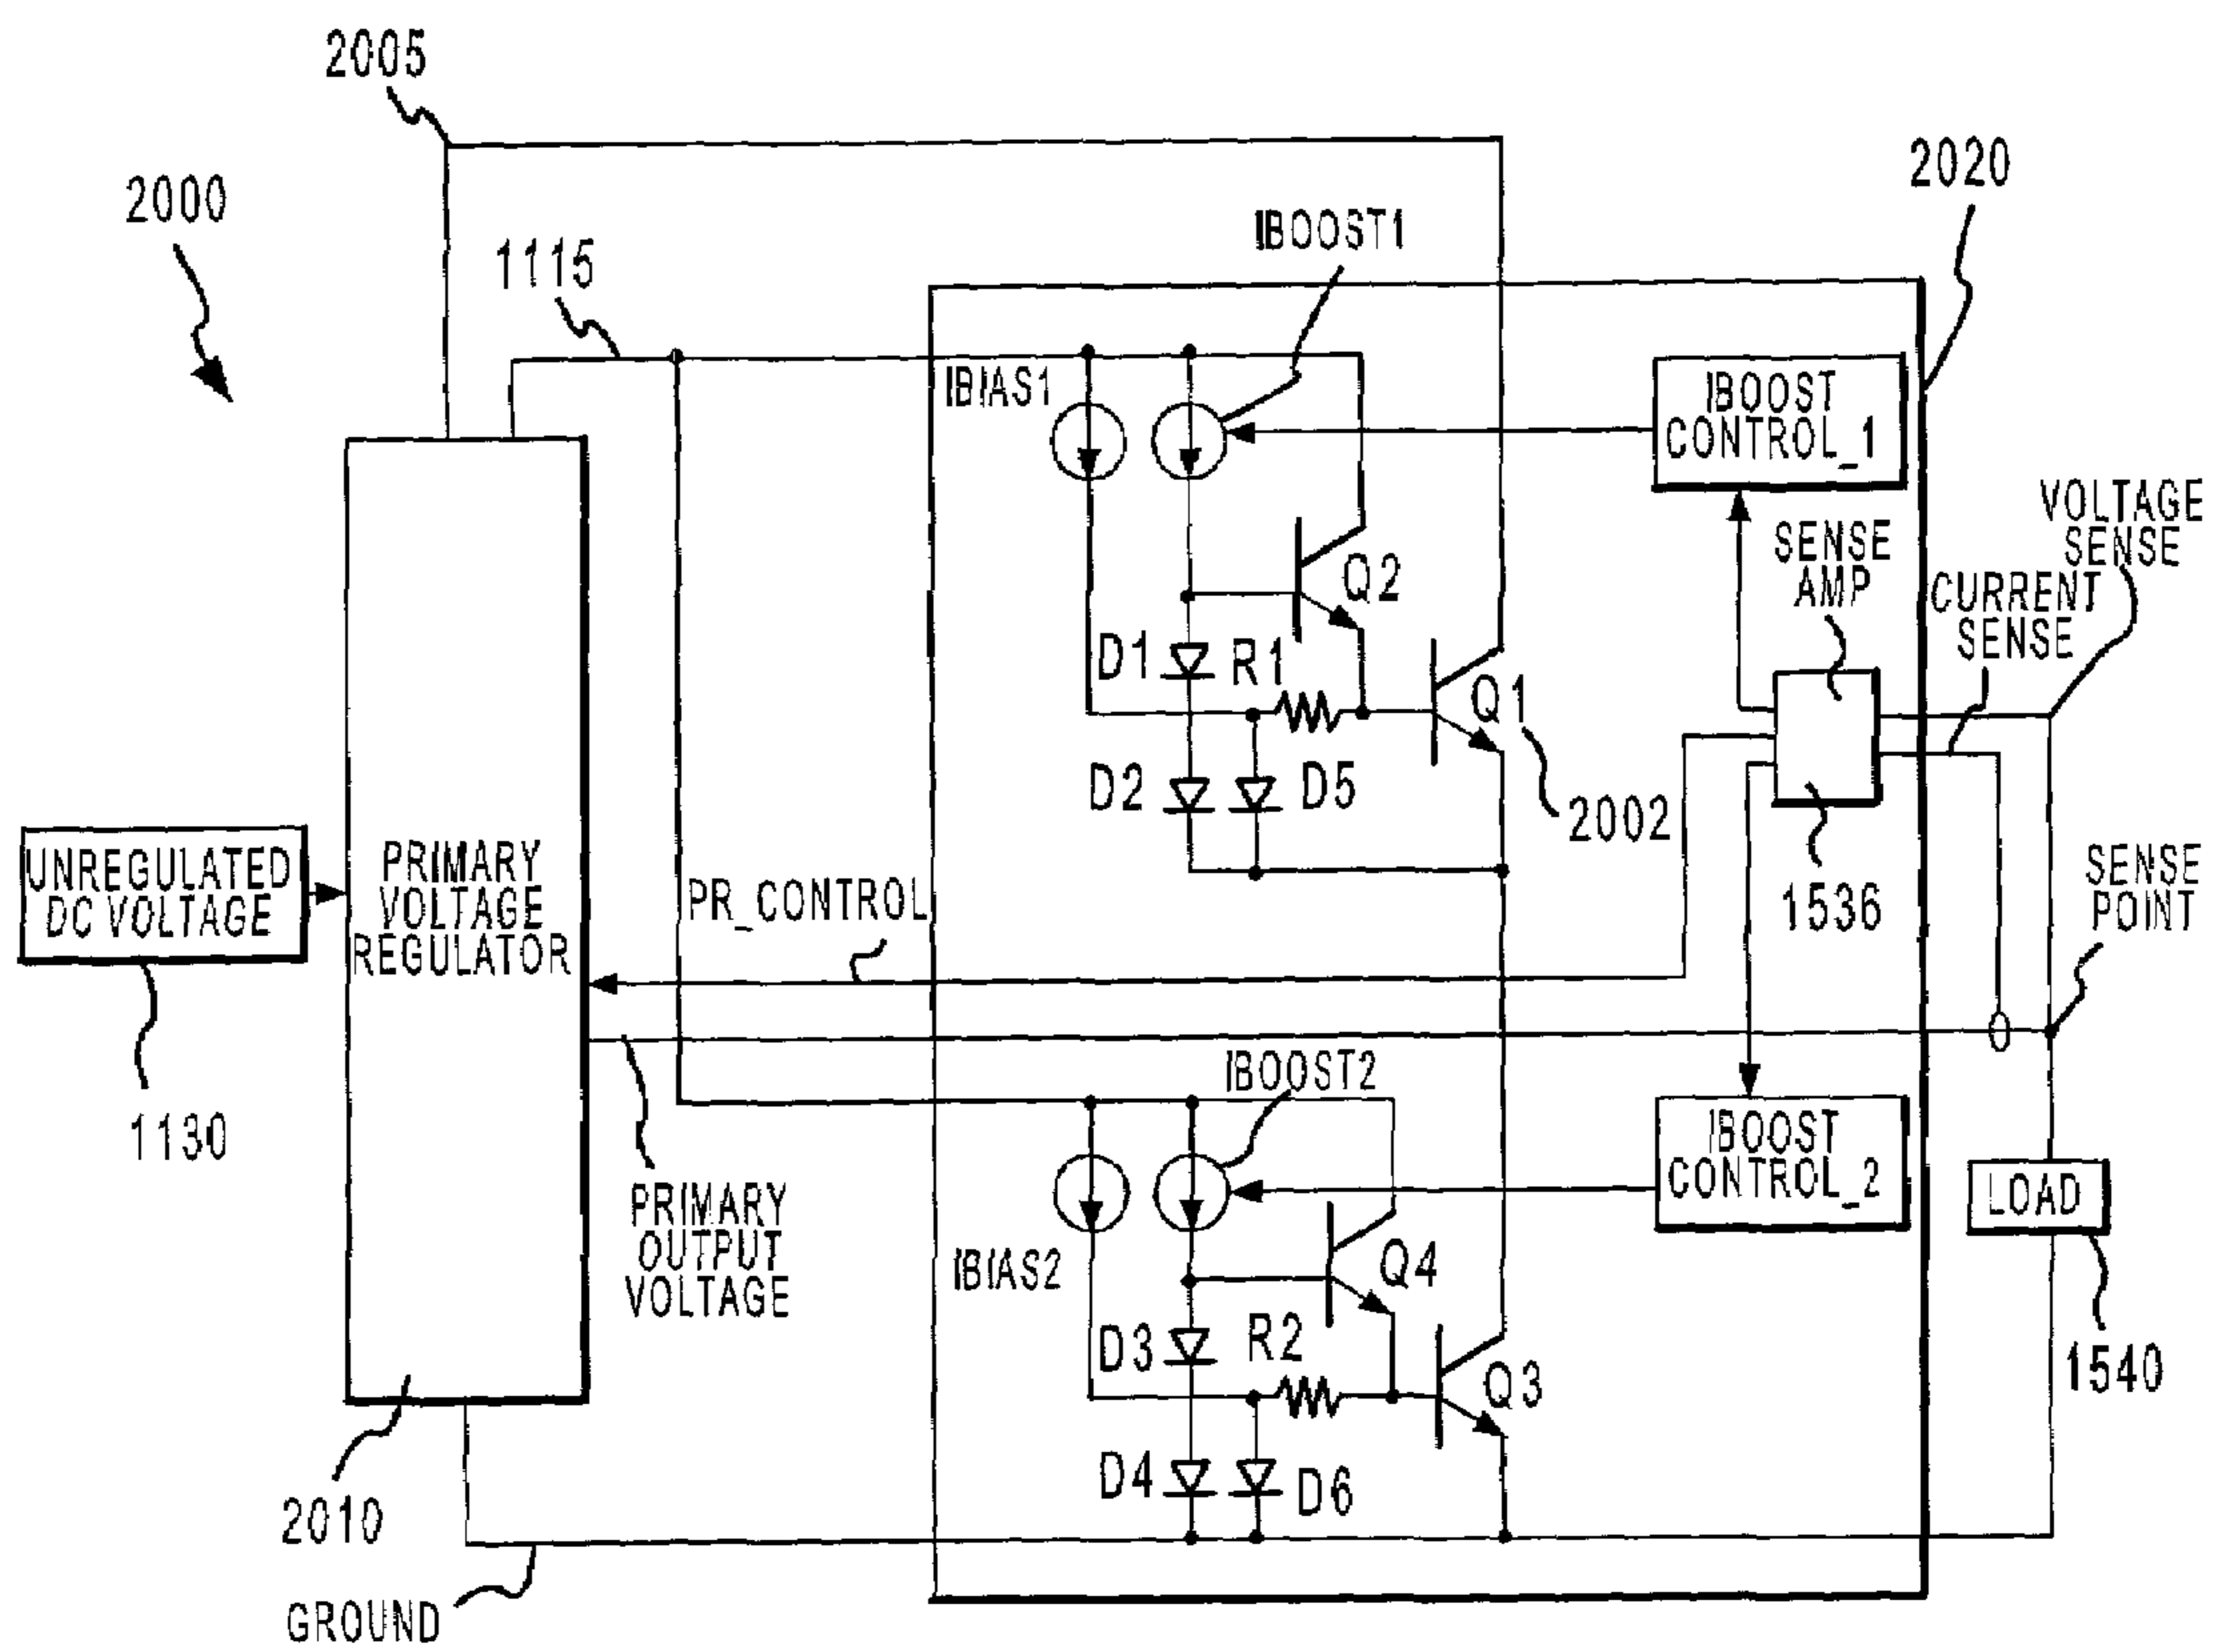 2005
2000
1115
IBOOST1
2020
IBIAS1
IBOOST
CONTROL_1
VOLTAGE
SENSE
SENSE
AMP
CURRENT
SENSE
Q2
D1
R1
Q1
D2
D5
2002
UNREGULATED
DC VOLTAGE
PRIMARY
VOLTAGE
REGULATOR
PR_CONTROL
1536
SENSE
POINT
1130
IBOOST2
IBOOST
CONTROL_2
PRIMARY
OUTPUT
VOLTAGE
LOAD
IBIAS2
Q4
D3
R2
Q3
1540
D4
D6
2010
GROUND